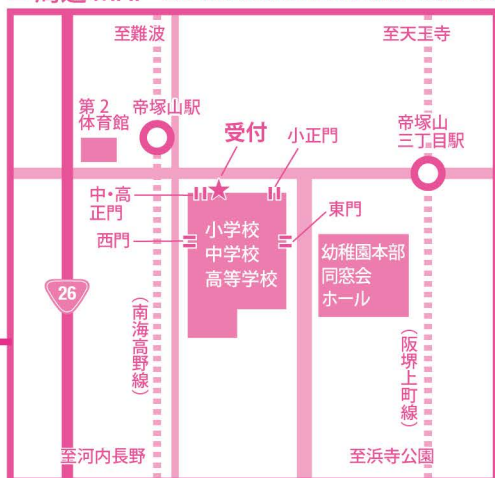 至難波
至天王寺
第2
体育館
帝塚山駅
受付
小正門
帝塚山
三丁目駅
中・高
正門
東門
西門
小学校
中学校
高等学校
幼稚園本部
同窓会
ホール
26
(南海高野線)
(阪堺上町線)
至河内長野
至浜寺公園